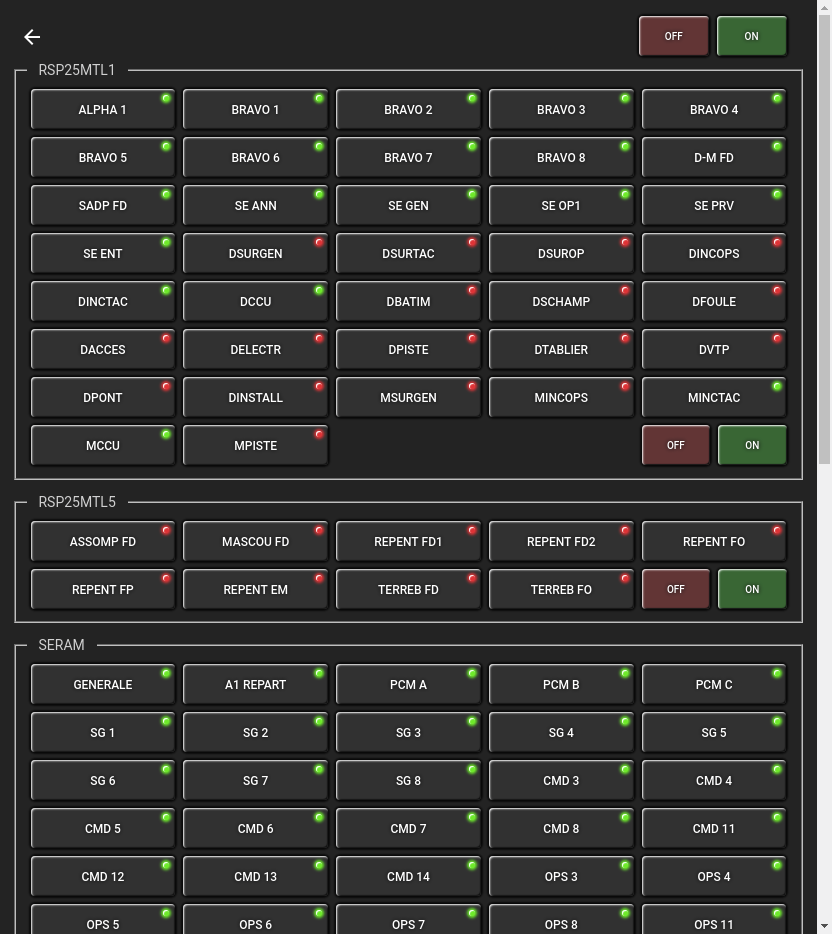 OFF ON
RSP25MTL1
ALPHA 1 BRAVO 1 BRAVO 2 BRAVO 3 BRAVO 4
BRAVO 5 BRAVO 6 BRAVO 7 BRAVO 8 D-M FD
SADP FD SE ANN SE GEN SE OP1 SE PRV
SE ENT DSURGEN DSURTAC DSUROP DINCOPS
DINCTAC DCCU DBATIM DSCHAMP DFOULE
DACCES DELECTR DPISTE DTABLIER DVTP
DPONT DINSTALL MSURGEN MINCOPS MINCTAC
MCCU MPISTE OFF ON
RSP25MTL5
ASSOMP FD MASCOU FD REPENT FD1 REPENT FD2 REPENT FO
REPENT FP REPENT EM TERREB FD TERREB FO OFF ON
SERAM
GENERALE A1 REPART PCM A PCM B PCM C
SG 1 SG 2 SG 3 SG 4 SG 5
SG 6 SG 7 SG 8 CMD 3 CMD 4
CMD 5 CMD 6 CMD 7 CMD 8 CMD 11
CMD 12 CMD 13 CMD 14 OPS 3 OPS 4
OPS 5 OPS 6 OPS 7 OPS 8 OPS 11